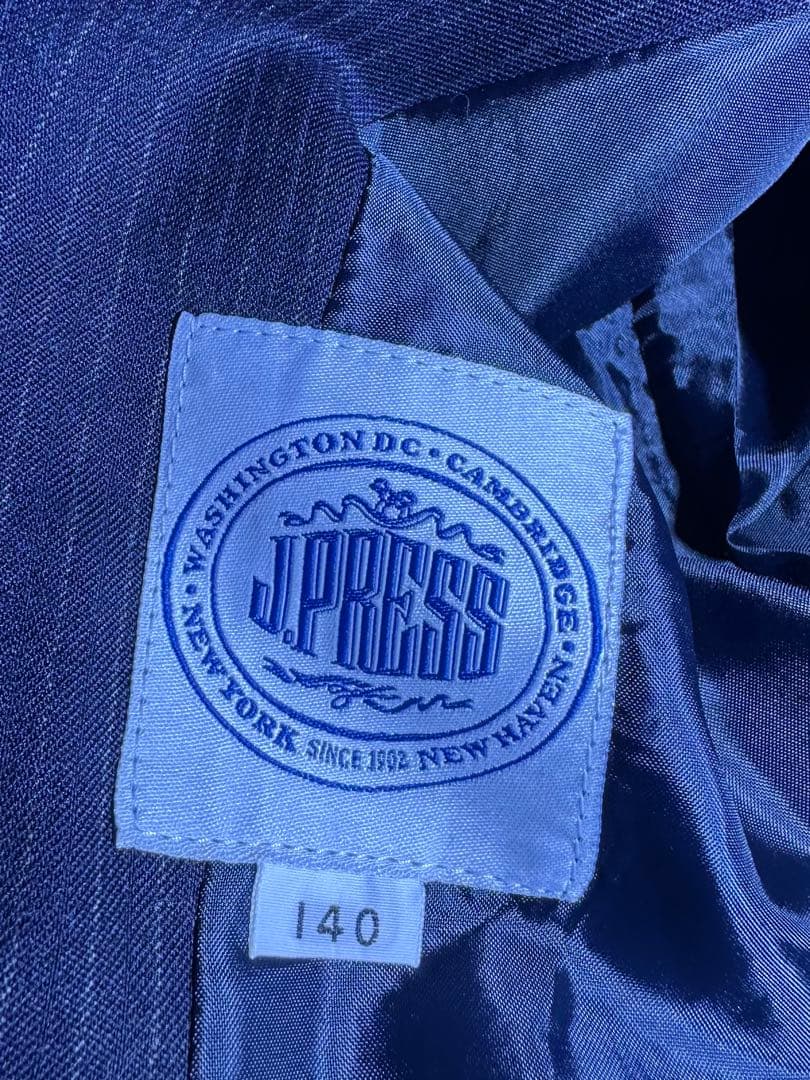 WASHINGTON DC • CAMBRIDGE •
J.PRESS
• NEW YORK SINCE 1902 NEW HAVEN
140